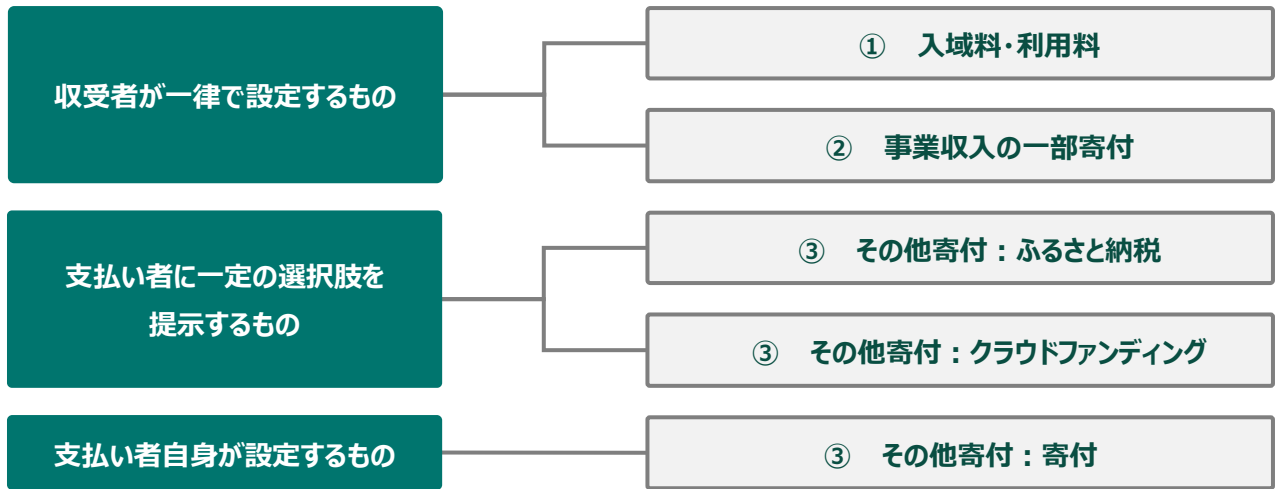 収受者が一律で設定するもの
① 入域料・利用料
② 事業収入の一部寄付
支払い者に一定の選択肢を
提示するもの
③ その他寄付：ふるさと納税
③ その他寄付：クラウドファンディング
支払い者自身が設定するもの
③ その他寄付：寄付